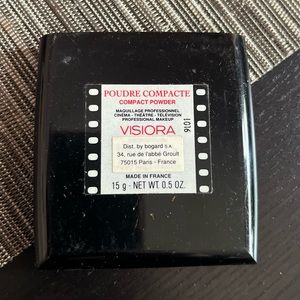 POUDRE COMPACTE
COMPACT POWDER
MAQUILLAGE PROFESSIONNEL
CINÉMA - THÉATRE - TÉLÉVISION
PROFESSIONAL MAKEUP
VISIORA
1016
Dist. by bogard S.A.
34, rue de l'abbé Groult
75015 Paris - France
MADE IN FRANCE
15 g - NET WT. 0.5 OZ.